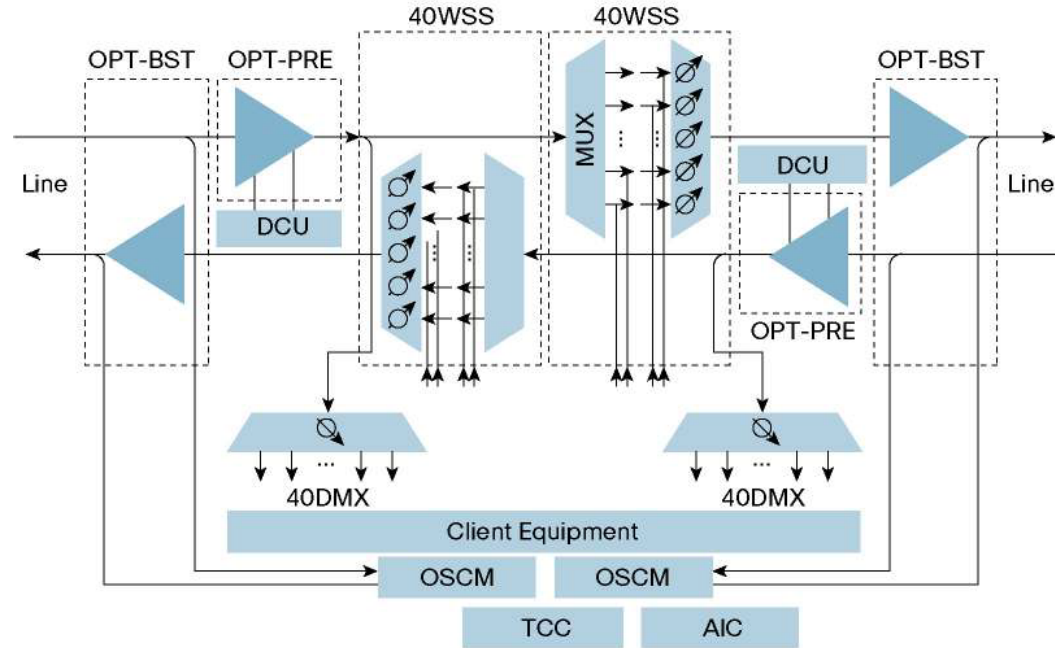 40WSS
40WSS
OPT-BST
OPT-PRE
OPT-BST
MUX
DCU
Line
Line
DCU
OPT-PRE
...
...
40DMX
40DMX
Client Equipment
OSCM
OSCM
TCC
AIC